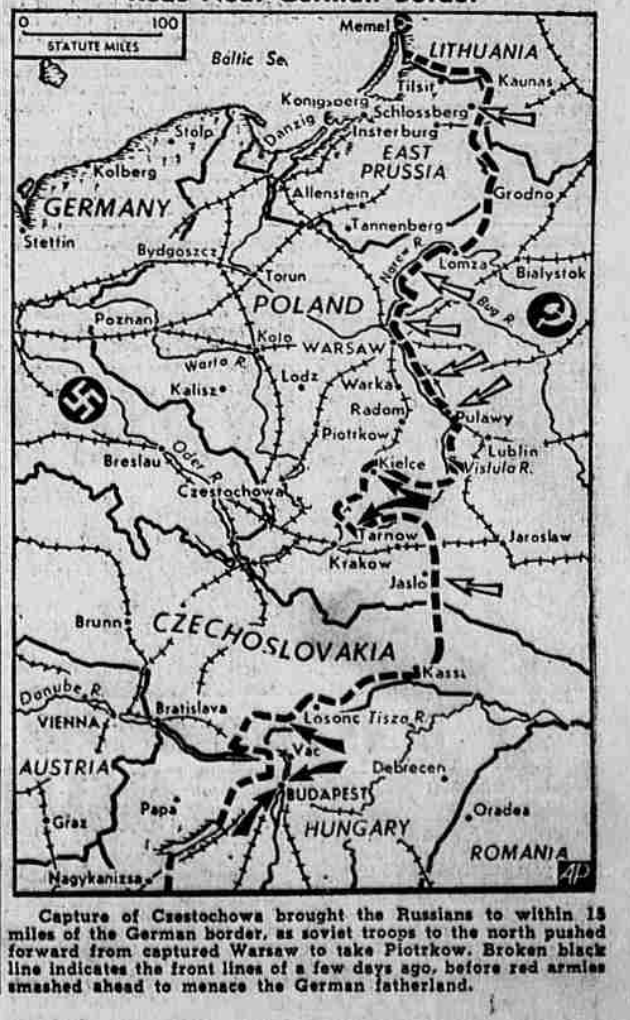 0 100
STATUTE MILES
Memel
LITHUANIA
Baltic Se
Tilsit
Kaunas
Konigsberg
Schlossberg
Danzig
Insterburg
Stolp
EAST
PRUSSIA
Kolberg
Allenstein
Grodno
GERMANY
Tannenberg
Stettin
Narew R.
Bydgoszcz
Lomza
Bialystok
Torun
Bug R.
POLAND
Poznan
Kolo
WARSAW
Warta R.
Lodz
Warka
Kalisz
Radom
Pulawy
Piotrkow
Lublin
Oder R.
Breslau
Kielce
Vistula R.
Czestochowa
Tarnow
Jaroslaw
Krakow
Jaslo
Brunn
CZECHOSLOVAKIA
Kassa
Danube R.
Bratislava
Losonc
Tisza R.
VIENNA
Vac
AUSTRIA
Debrecen
Papa
BUDAPEST
Graz
Oradea
HUNGARY
ROMANIA
Nagykanizsa
AP
Capture of Czestochowa brought the Russians to within 15
miles of the German border, as soviet troops to the north pushed
forward from captured Warsaw to take Piotrkow. Broken black
line indicates the front lines of a few days ago, before red armies
smashed ahead to menace the German fatherland.